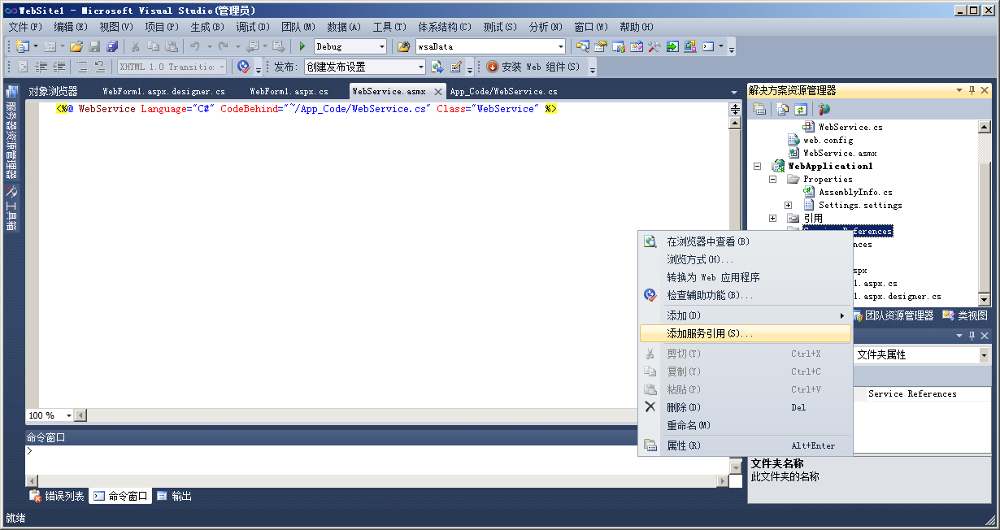 WebSite1 - Microsoft Visual Studio(管理员)
文件(F) 编辑(E) 视图(V) 项目(P) 生成(B) 调试(D) 团队(M) 数据(A) 工具(T) 体系结构(C) 测试(S) 分析(N) 窗口(W) 帮助(H)
Debug wsaData
XHTML 1.0 Transitio: 发布: 创建发布设置 安装 Web 组件(S)
服务器资源管理器
工具箱
对象浏览器 WebForm1.aspx.designer.cs WebForm1.aspx.cs WebService.asmx App_Code/WebService.cs
<%@ WebService Language="C#" CodeBehind="~/App_Code/WebService.cs" Class="WebService" %>
100 %
解决方案资源管理器
WebService.cs
web.config
WebService.asmx
WebApplication1
Properties
AssemblyInfo.cs
Settings.settings
引用
ferences
nces
spx
1.aspx.cs
1.aspx.designer.cs
在浏览器中查看(B)
浏览方式(H)...
转换为 Web 应用程序
检查辅助功能(B)...
添加(D)
添加服务引用(S)...
剪切(T) Ctrl+X
复制(Y) Ctrl+C
粘贴(P) Ctrl+V
删除(D) Del
重命名(M)
属性(R) Alt+Enter
团队资源管理器 类视图
文件夹属性
Service References
文件夹名称
此文件夹的名称
命令窗口
>
错误列表 命令窗口 输出
就绪